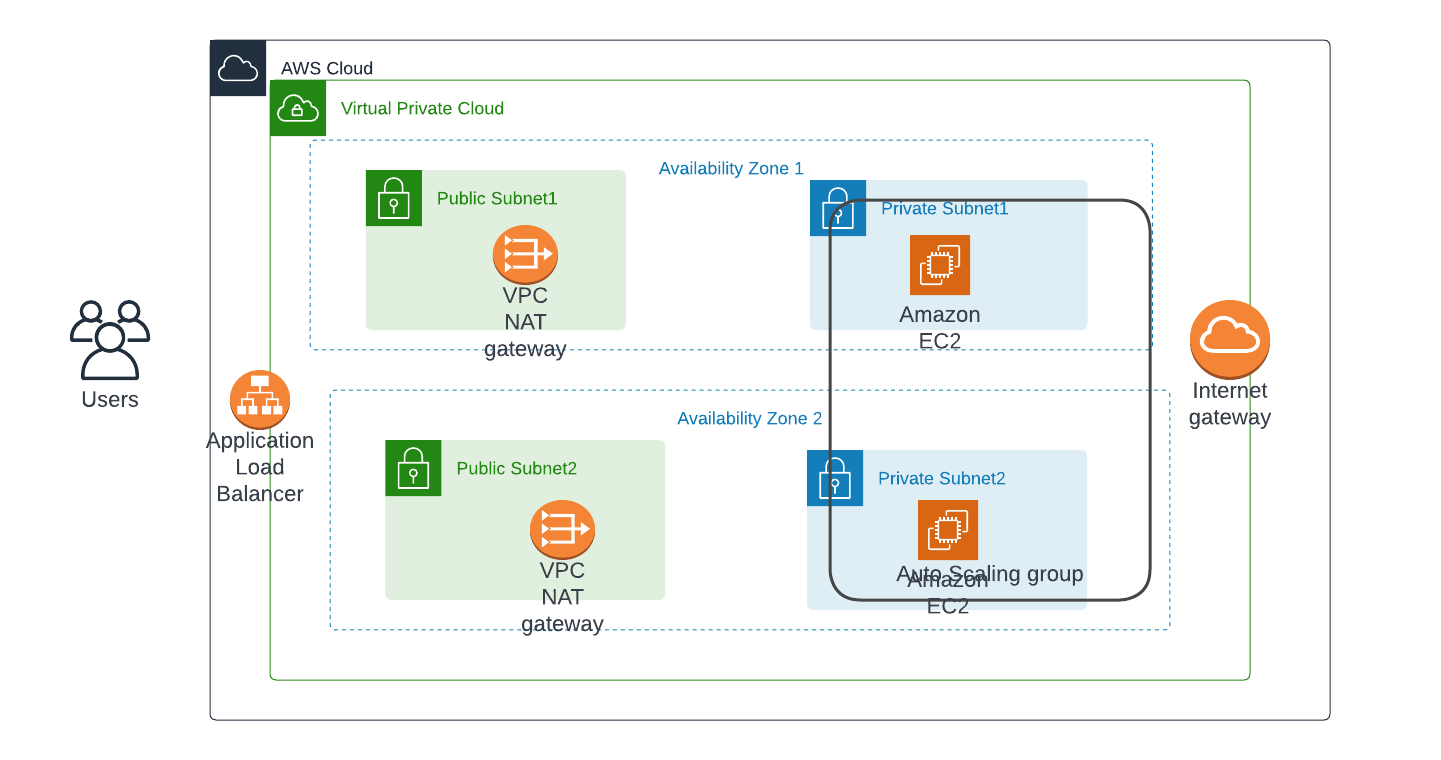 AWS Cloud
Virtual Private Cloud
Availability Zone 1
Public Subnet1
VPC
NAT
gateway
Private Subnet1
Amazon
EC2
Users
Application
Load
Balancer
Availability Zone 2
Public Subnet2
VPC
NAT
gateway
Private Subnet2
Auto Scaling group
Amazon
EC2
Internet
gateway